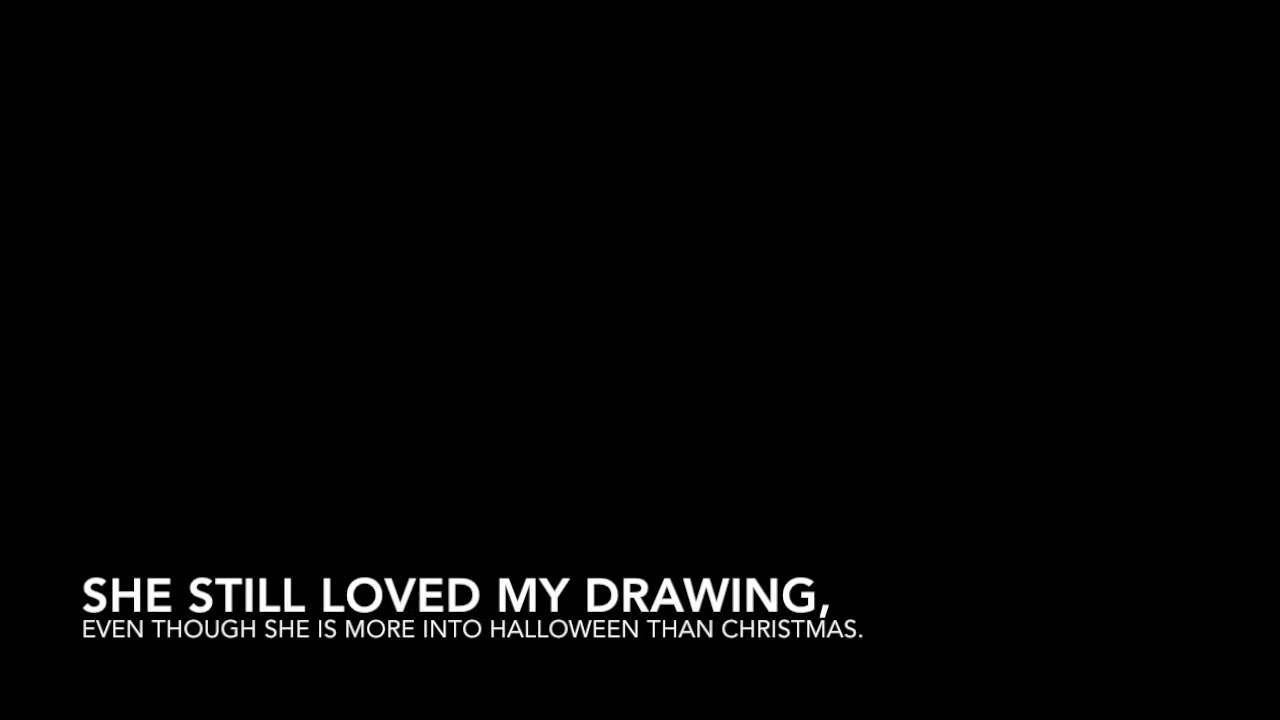 SHE STILL LOVED MY DRAWING,
EVEN THOUGH SHE IS MORE INTO HALLOWEEN THAN CHRISTMAS.